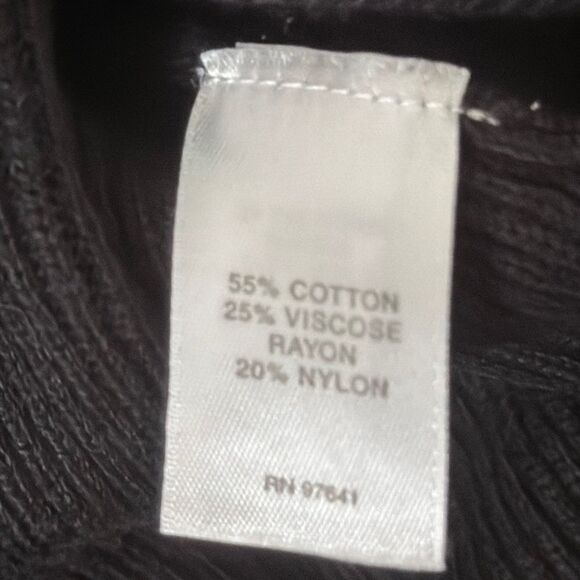 55% COTTON
25% VISCOSE
RAYON
20% NYLON
RN 97641